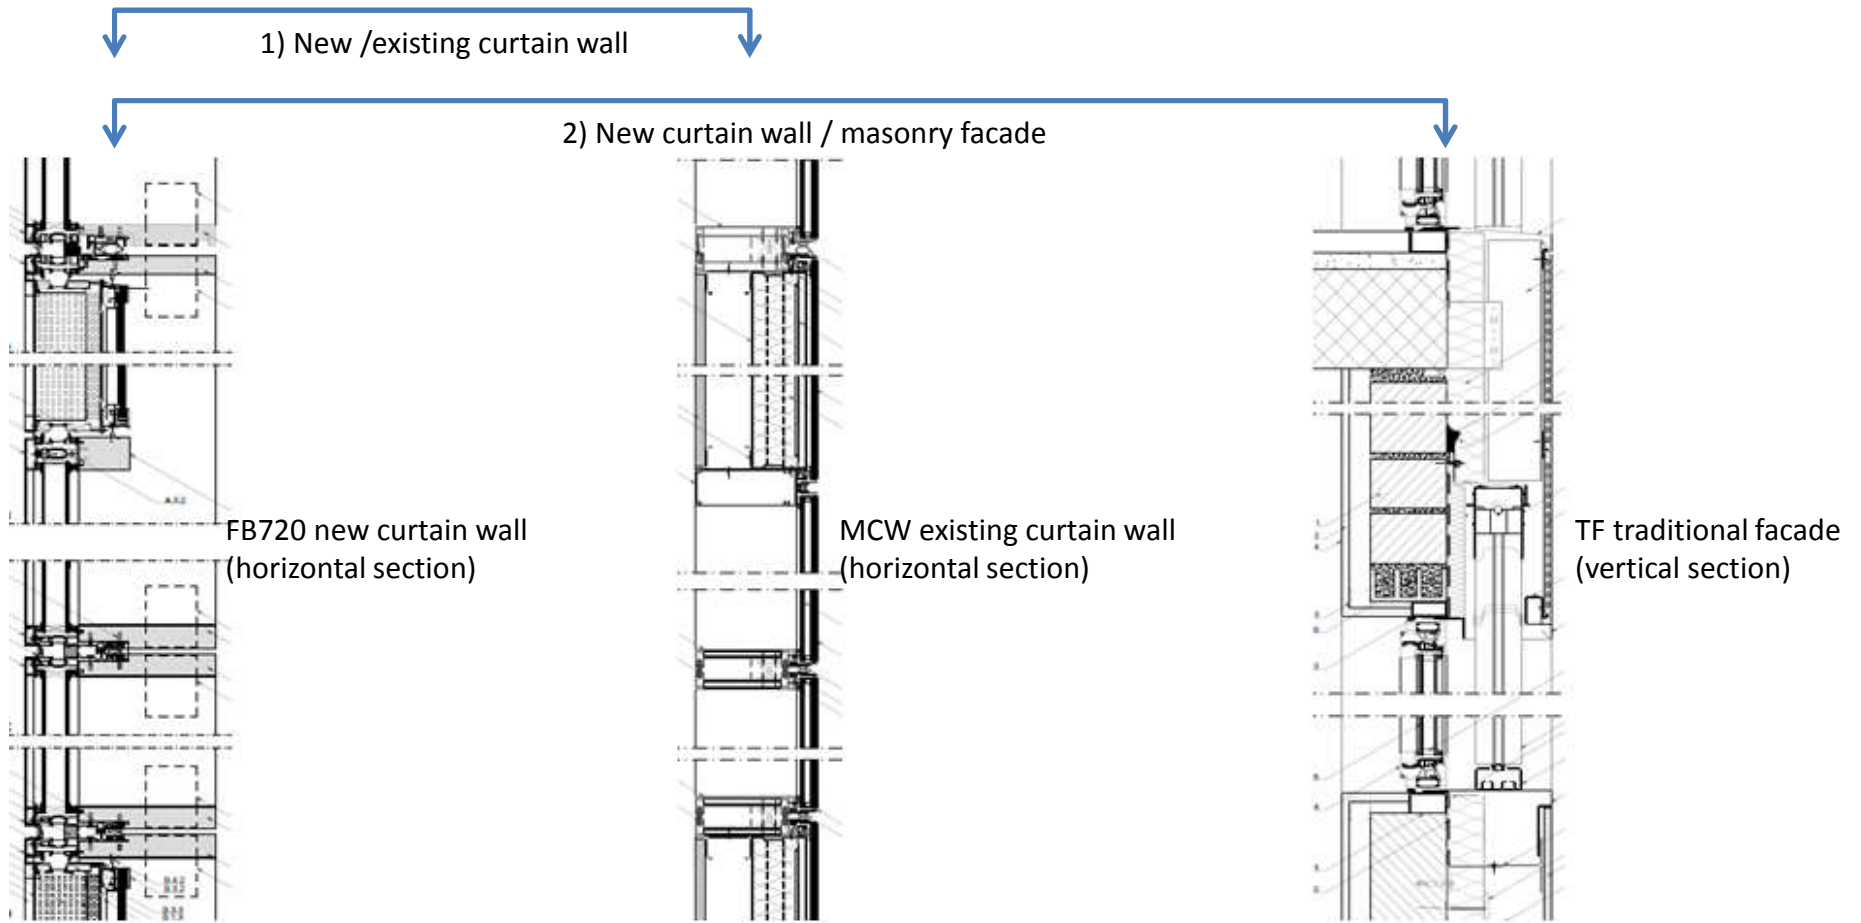 1) New /existing curtain wall
2) New curtain wall / masonry facade
FB720 new curtain wall
(horizontal section)
MCW existing curtain wall
(horizontal section)
TF traditional facade
(vertical section)